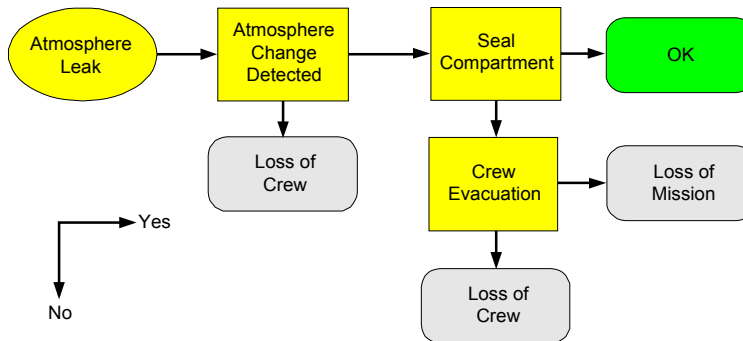 Atmosphere
Leak
Atmosphere
Change
Detected
Seal
Compartment
OK
Loss of
Crew
Crew
Evacuation
Loss of
Mission
Yes
No
Loss of
Crew